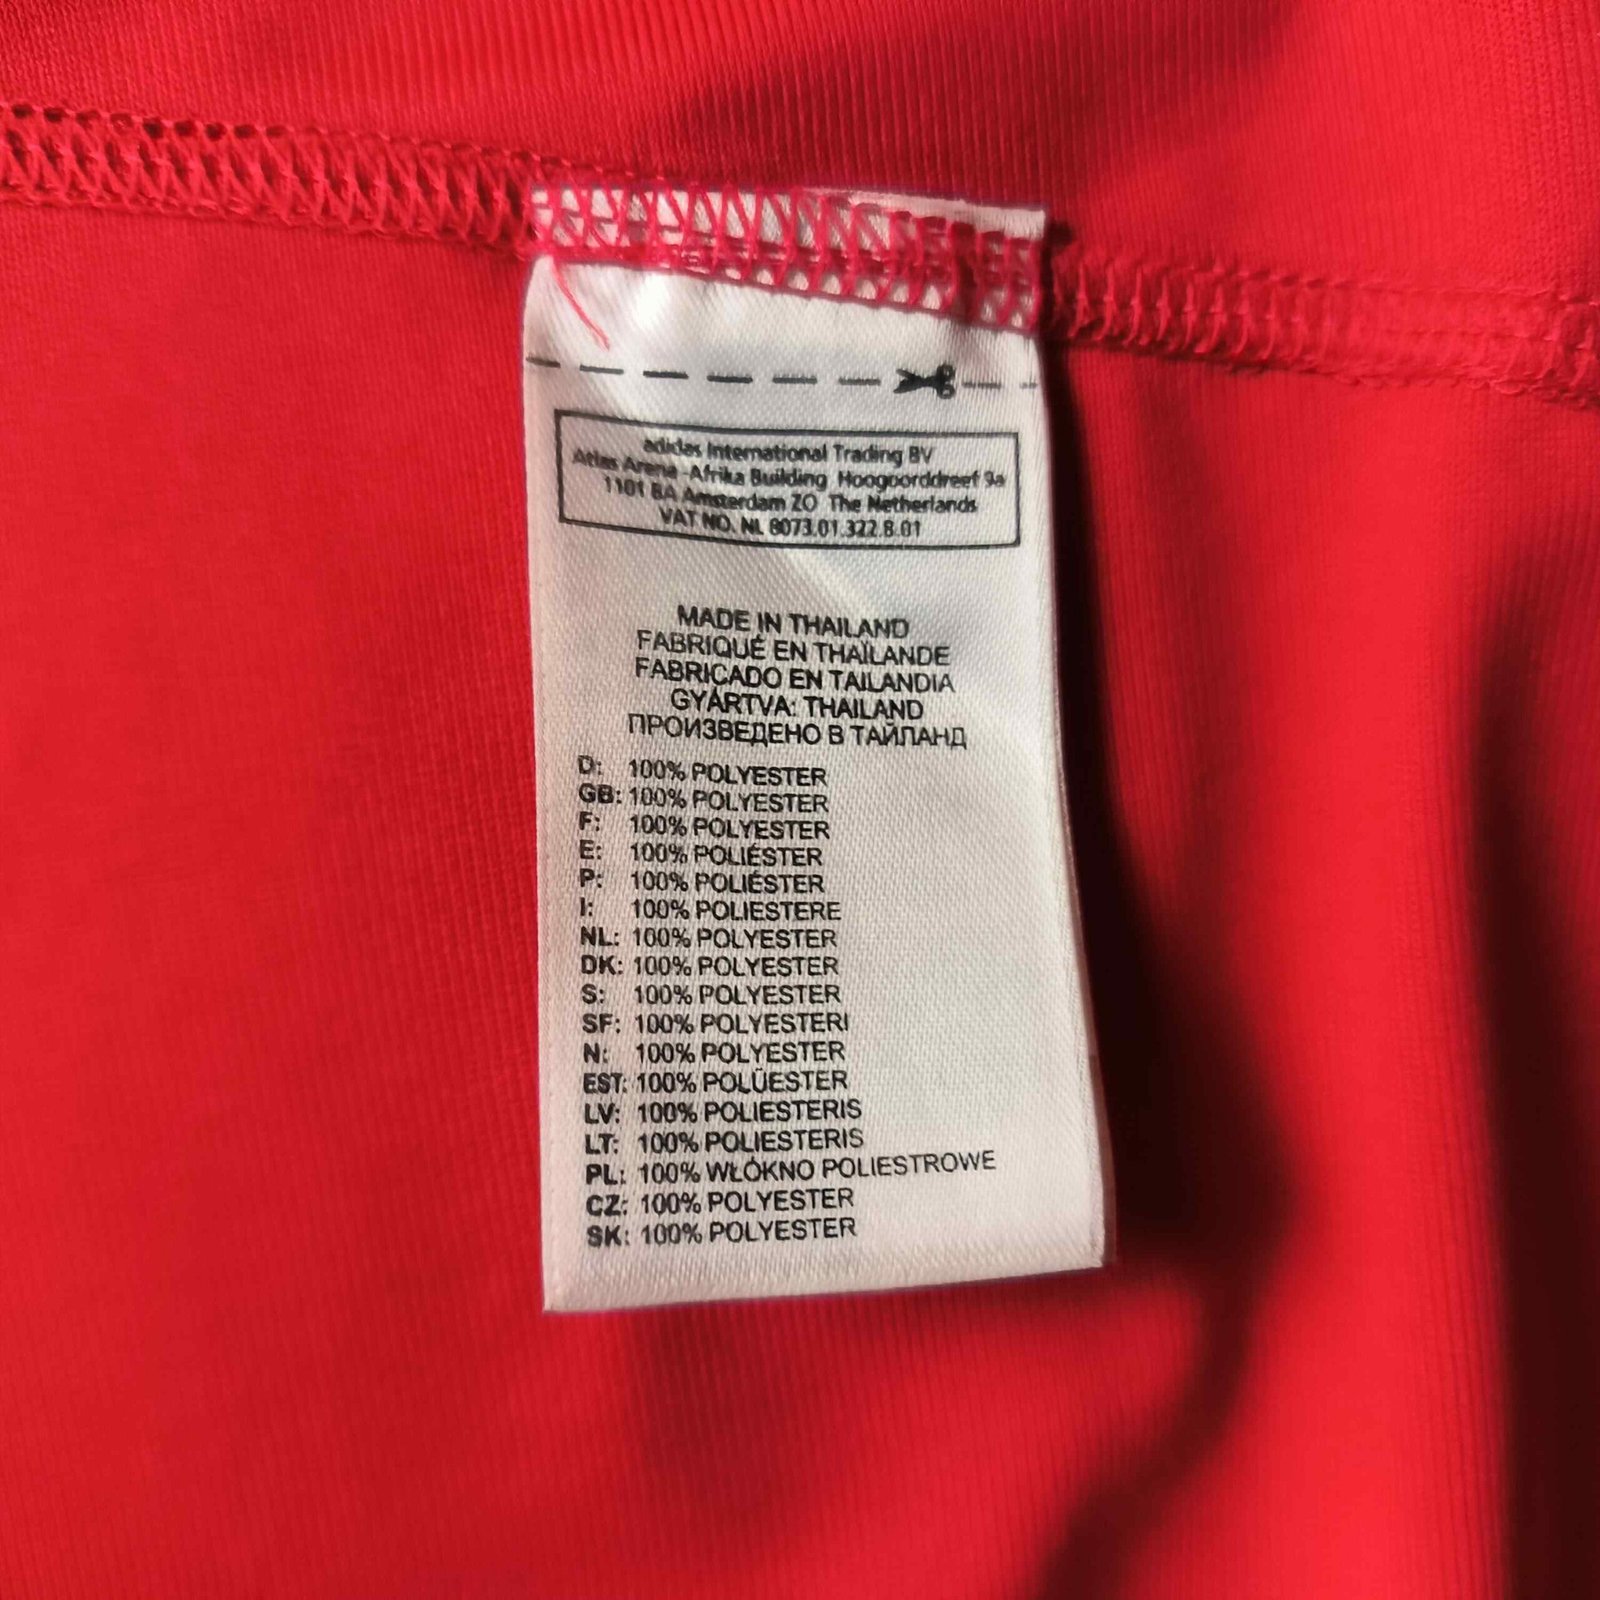 adidas International Trading BV
Atlas Arena -Afrika Building Hoogoorddreef 9a
1101 BA Amsterdam ZO The Netherlands
VAT NO. NL 8073.01.322.B.01
MADE IN THAILAND
FABRIQUÉ EN THAÏLANDE
FABRICADO EN TAILANDIA
GYÁRTVA: THAILAND
ПРОИЗВЕДЕНО В ТАЙЛАНД
D: 100% POLYESTER
GB: 100% POLYESTER
F: 100% POLYESTER
E: 100% POLIÉSTER
P: 100% POLIÉSTER
I: 100% POLIESTERE
NL: 100% POLYESTER
DK: 100% POLYESTER
S: 100% POLYESTER
SF: 100% POLYESTERI
N: 100% POLYESTER
EST: 100% POLÜESTER
LV: 100% POLIESTERIS
LT: 100% POLIESTERIS
PL: 100% WŁÓKNO POLIESTROWE
CZ: 100% POLYESTER
SK: 100% POLYESTER